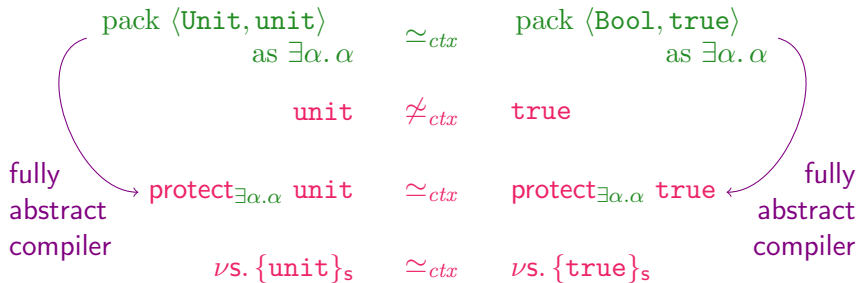 pack ⟨Unit, unit⟩ as ∃α. α ≃ctx pack ⟨Bool, true⟩ as ∃α. α
unit ≄ctx true
fully abstract compiler
protect∃α.α unit ≃ctx protect∃α.α true
fully abstract compiler
νs. {unit}s ≃ctx νs. {true}s